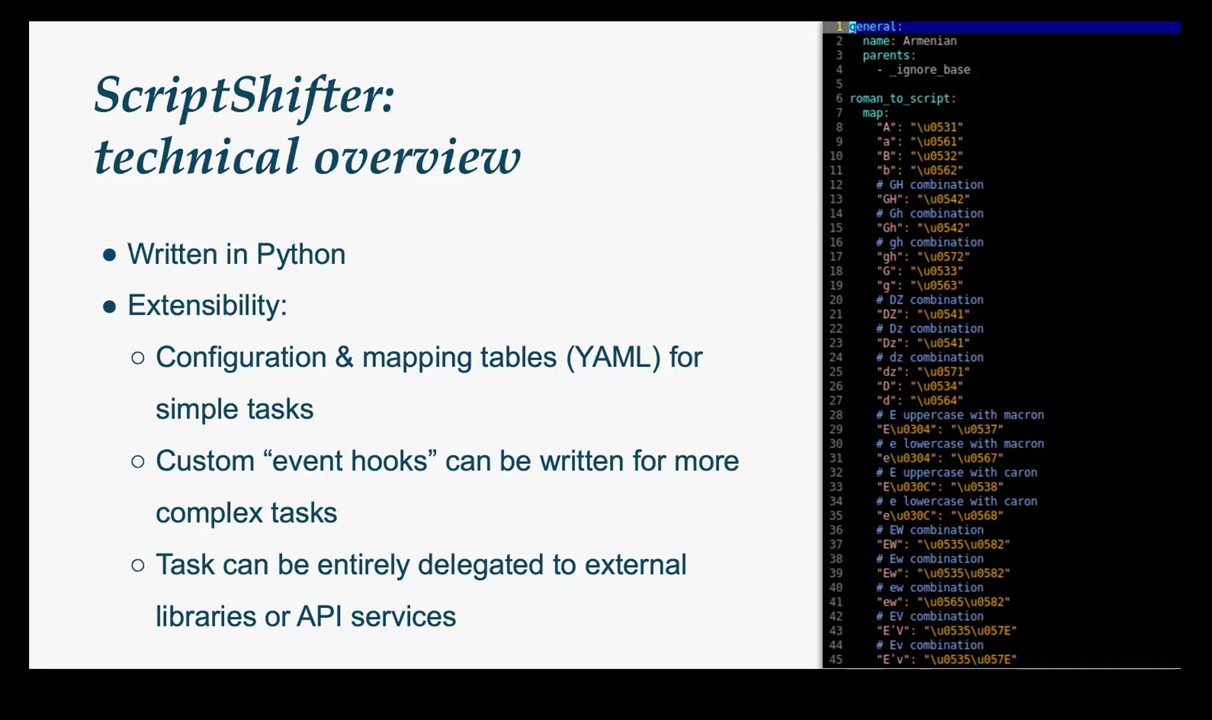 ScriptShifter:
technical overview
● Written in Python
● Extensibility:
○ Configuration & mapping tables (YAML) for
simple tasks
○ Custom “event hooks” can be written for more
complex tasks
○ Task can be entirely delegated to external
libraries or API services
1 general:
2 name: Armenian
3 parents:
4 - _ignore_base
5
6 roman_to_script:
7 map:
8 "A": "\u0531"
9 "a": "\u0561"
10 "B": "\u0532"
11 "b": "\u0562"
12 # GH combination
13 "GH": "\u0542"
14 # Gh combination
15 "Gh": "\u0542"
16 # gh combination
17 "gh": "\u0572"
18 "G": "\u0533"
19 "g": "\u0563"
20 # DZ combination
21 "DZ": "\u0541"
22 # Dz combination
23 "Dz": "\u0541"
24 # dz combination
25 "dz": "\u0571"
26 "D": "\u0534"
27 "d": "\u0564"
28 # E uppercase with macron
29 "E\u0304": "\u0537"
30 # e lowercase with macron
31 "e\u0304": "\u0567"
32 # E uppercase with caron
33 "E\u030C": "\u0538"
34 # e lowercase with caron
35 "e\u030C": "\u0568"
36 # EW combination
37 "EW": "\u0535\u0582"
38 # Ew combination
39 "Ew": "\u0535\u0582"
40 # ew combination
41 "ew": "\u0565\u0582"
42 # EV combination
43 "EʹV": "\u0535\u057E"
44 # Ev combination
45 "Eʹv": "\u0535\u057E"